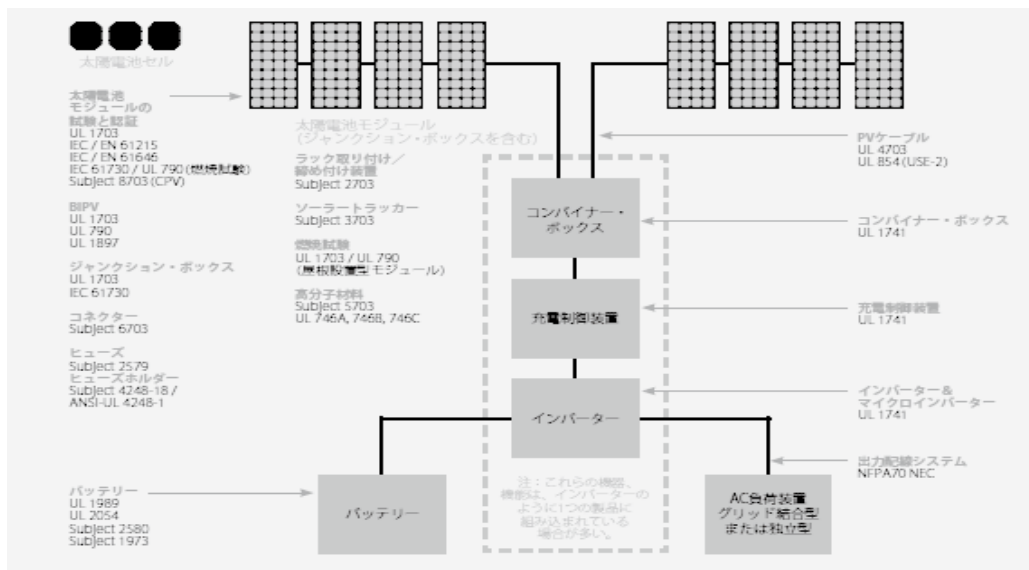 太陽電池セル
太陽電池
モジュールの
試験と認証
UL 1703
IEC / EN 61215
IEC / EN 61646
IEC 61730 / UL 790 (燃焼試験)
Subject 8703 (CPV)
BIPV
UL 1703
UL 790
UL 1897
ジャンクション・ボックス
UL 1703
IEC 61730
コネクター
Subject 6703
ヒューズ
Subject 2579
ヒューズホルダー
Subject 4248-18 /
ANSI-UL 4248-1
バッテリー
UL 1989
UL 2054
Subject 2580
Subject 1973
太陽電池モジュール
(ジャンクション・ボックスを含む)
ラック取り付け／
締め付け装置
Subject 2703
ソーラートラッカー
Subject 3703
燃焼試験
UL 1703 / UL 790
(屋根設置型モジュール)
高分子材料
Subject 5703
UL 746A, 746B, 746C
コンバイナー・
ボックス
充電制御装置
インバーター
バッテリー
注：これらの機器、
機能は、インバーターの
ように1つの製品に
組み込まれている
場合が多い。
AC負荷装置
グリッド結合型
または独立型
PVケーブル
UL 4703
UL 854 (USE-2)
コンバイナー・ボックス
UL 1741
充電制御装置
UL 1741
インバーター＆
マイクロインバーター
UL 1741
出力配線システム
NFPA70 NEC